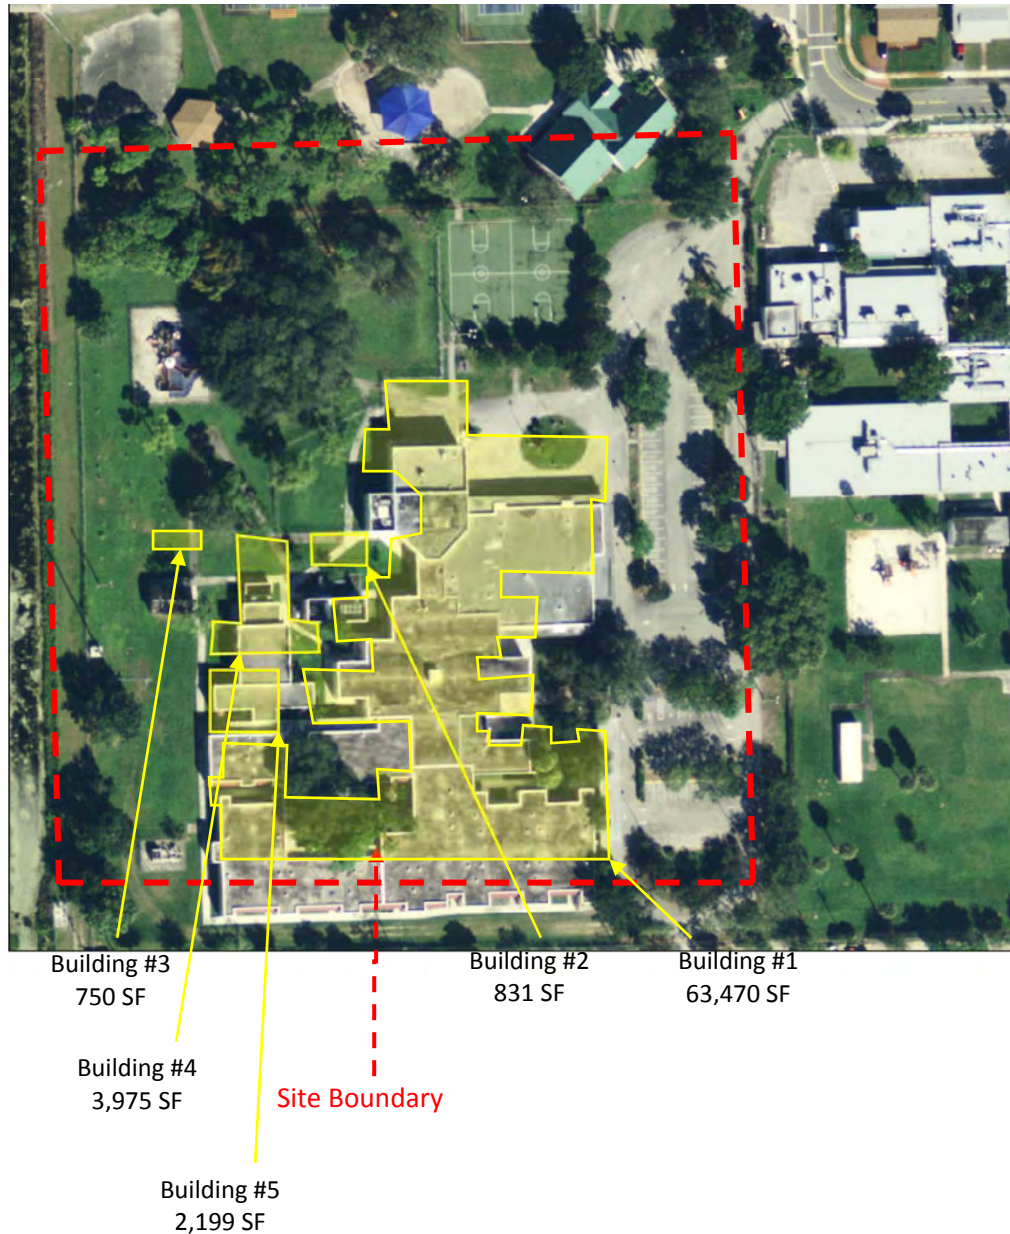 Building #3
750 SF
Building #2
831 SF
Building #1
63,470 SF
Building #4
3,975 SF
Site Boundary
Building #5
2,199 SF